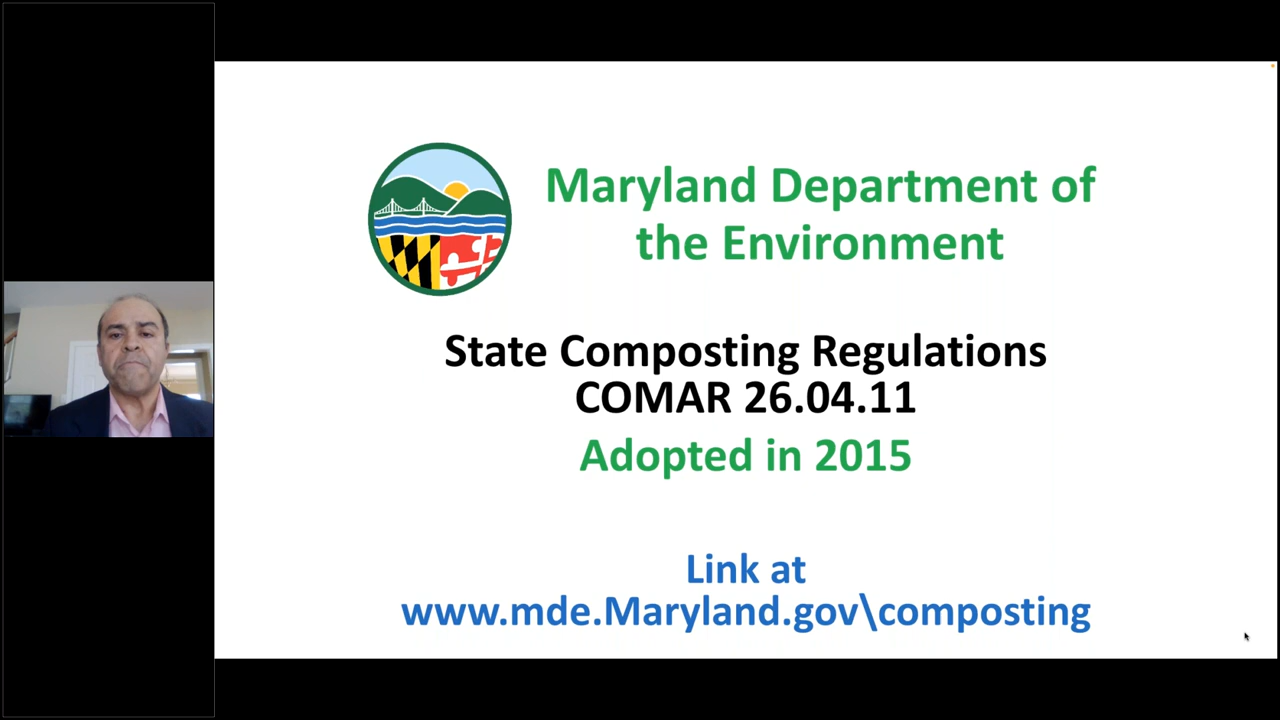 Maryland Department of
the Environment
State Composting Regulations
COMAR 26.04.11
Adopted in 2015
Link at
www.mde.Maryland.gov\composting